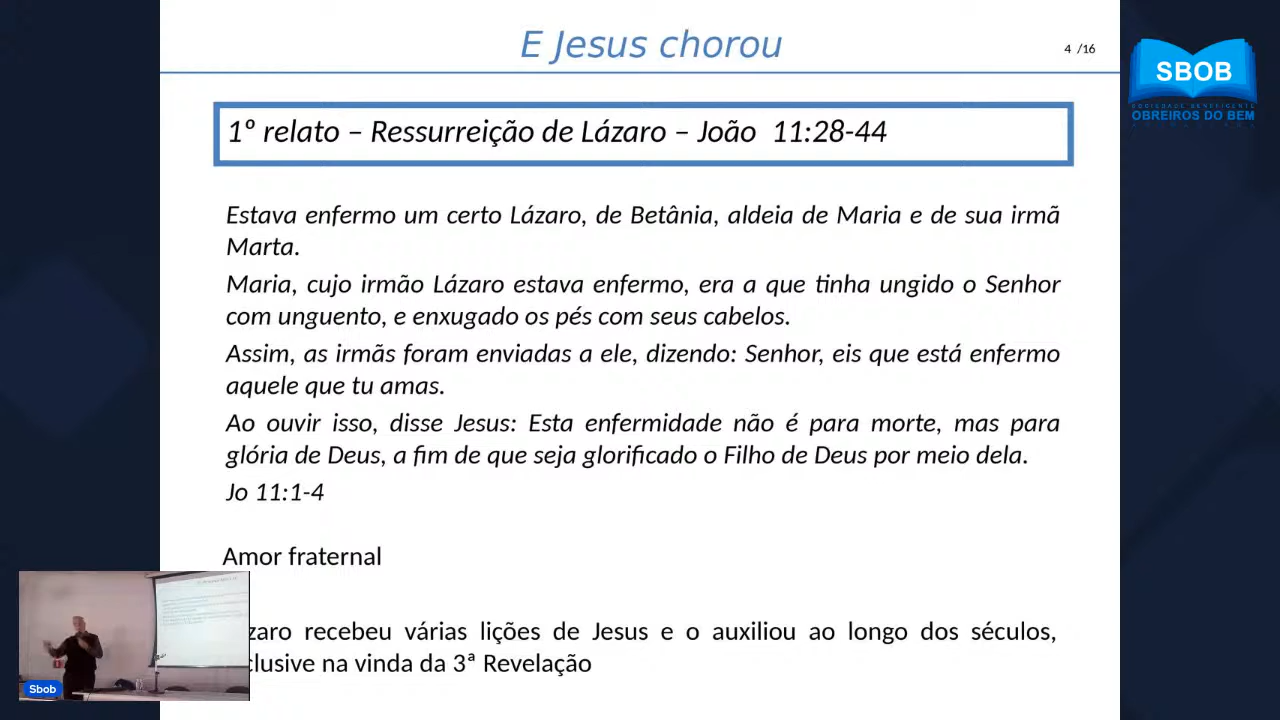 E Jesus chorou
4 /16
SBOB
SOCIEDADE BENEFICENTE
OBREIROS DO BEM
1º relato – Ressurreição de Lázaro – João 11:28-44
Estava enfermo um certo Lázaro, de Betânia, aldeia de Maria e de sua irmã
Marta.
Maria, cujo irmão Lázaro estava enfermo, era a que tinha ungido o Senhor
com unguento, e enxugado os pés com seus cabelos.
Assim, as irmãs foram enviadas a ele, dizendo: Senhor, eis que está enfermo
aquele que tu amas.
Ao ouvir isso, disse Jesus: Esta enfermidade não é para morte, mas para
glória de Deus, a fim de que seja glorificado o Filho de Deus por meio dela.
Jo 11:1-4
Amor fraternal
zaro recebeu várias lições de Jesus e o auxiliou ao longo dos séculos,
clusive na vinda da 3ª Revelação
Sbob